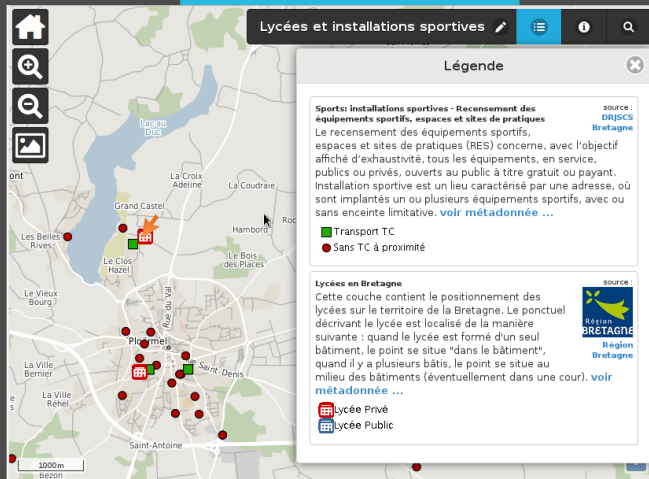 Lycées et installations sportives
Légende
Sports: installations sportives - Recensement des
équipements sportifs, espaces et sites de pratiques
source :
DRJSCS
Bretagne
Le recensement des équipements sportifs,
espaces et sites de pratiques (RES) concerne, avec l'objectif
affiché d'exhaustivité, tous les équipements, en service,
publics ou privés, ouverts au public à titre gratuit ou payant.
Installation sportive est un lieu caractérisé par une adresse, où
sont implantés un ou plusieurs équipements sportifs, avec ou
sans enceinte limitative. voir métadonnée ...
Transport TC
Sans TC à proximité
Lycées en Bretagne
source :
Cette couche contient le positionnement des
lycées sur le territoire de la Bretagne. Le ponctuel
décrivant le lycée est localisé de la manière
suivante : quand le lycée est formé d'un seul
bâtiment, le point se situe "dans le bâtiment",
quand il y a plusieurs bâtis, le point se situe au
milieu des bâtiments (éventuellement dans une cour). voir
métadonnée ...
Région
BRETAGNE
Région
Bretagne
Lycée Privé
Lycée Public
Lac au
Duc
ont
La Croix
Adeline
La Coudraie
Grand Castel
Roc
Hambord
Les Belles
Rives
Le Bois
des Places
Le Clos
Hazel
Le Vieux
Bourg
Rue du Val
La Ville
Bernier
Rue Saint-Denis
La Ville
Réhel
Saint-Antoine
1000m
Bézon